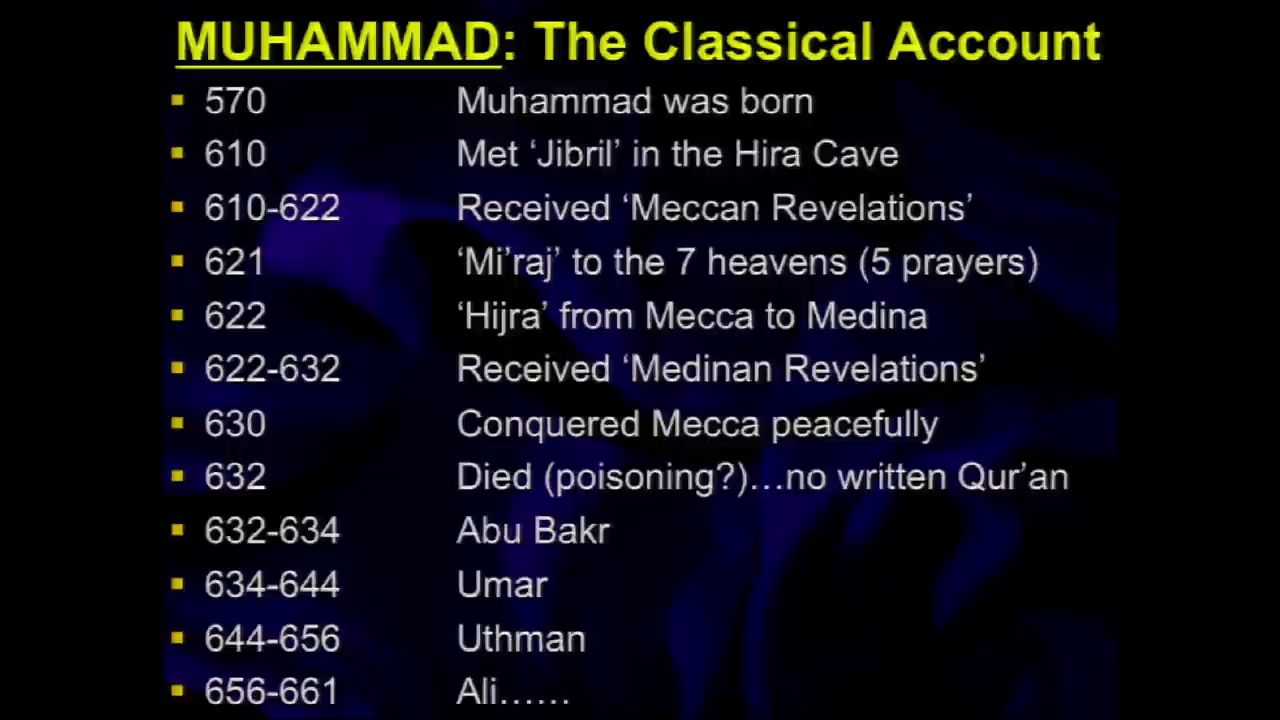 MUHAMMAD: The Classical Account
▪ 570 Muhammad was born
▪ 610 Met ‘Jibril’ in the Hira Cave
▪ 610-622 Received ‘Meccan Revelations’
▪ 621 ‘Mi’raj’ to the 7 heavens (5 prayers)
▪ 622 ‘Hijra’ from Mecca to Medina
▪ 622-632 Received ‘Medinan Revelations’
▪ 630 Conquered Mecca peacefully
▪ 632 Died (poisoning?)…no written Qur’an
▪ 632-634 Abu Bakr
▪ 634-644 Umar
▪ 644-656 Uthman
▪ 656-661 Ali……